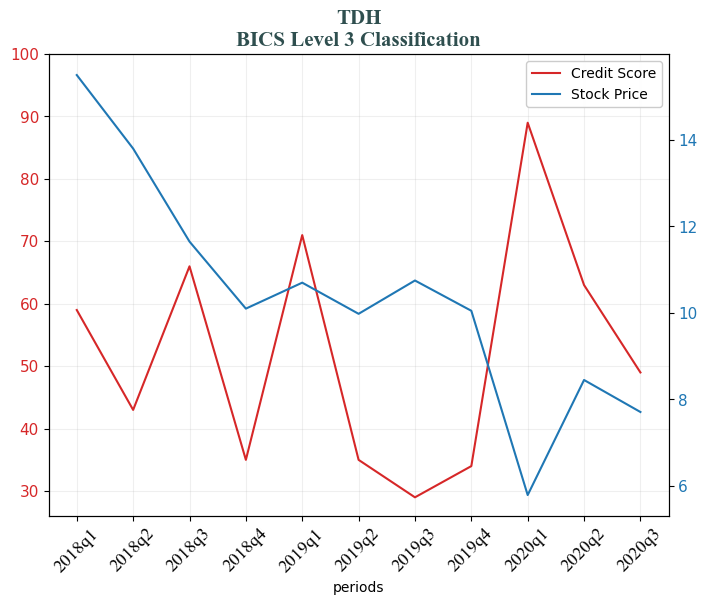 TDH
BICS Level 3 Classification
100
90
80
70
60
50
40
30
Credit Score
Stock Price
14
12
10
8
6
2018q1
2018q2
2018q3
2018q4
2019q1
2019q2
2019q3
2019q4
2020q1
2020q2
2020q3
periods